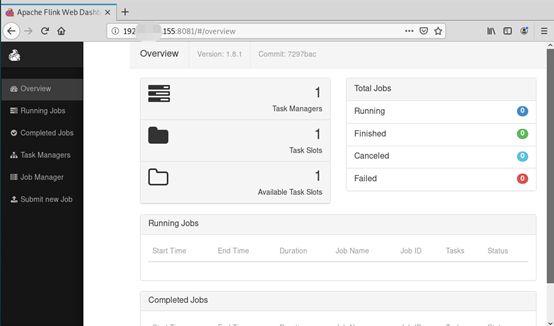 Apache Flink Web Dashb
192 155:8081/#/overview
Overview
Running Jobs
Completed Jobs
Task Managers
Job Manager
Submit new Job
Overview Version: 1.8.1 Commit: 7297bac
1
Task Managers
1
Task Slots
1
Available Task Slots
Total Jobs
Running 0
Finished 0
Canceled 0
Failed 0
Running Jobs
Start Time End Time Duration Job Name Job ID Tasks Status
Completed Jobs